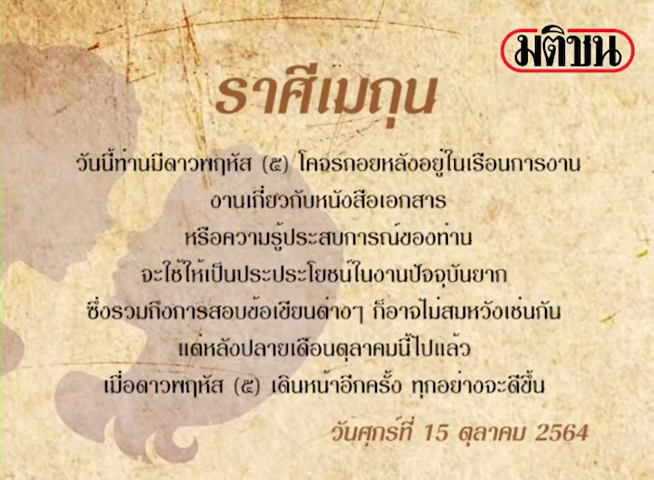 มติชน
ราศีเมถุน
วันนี้ท่านมีดาวพฤหัส (๕) โคจรถอยหลังอยู่ในเรือนการงาน
งานเกี่ยวกับหนังสือเอกสาร
หรือความรู้ประสบการณ์ของท่าน
จะใช้ให้เป็นประประโยชน์ในงานปัจจุบันยาก
ซึ่งรวมถึงการสอบข้อเขียนต่างๆ ก็อาจไม่สมหวังเช่นกัน
แต่หลังปลายเดือนตุลาคมนี้ไปแล้ว
เมื่อดาวพฤหัส (๕) เดินหน้าอีกครั้ง ทุกอย่างจะดีขึ้น
วันศุกร์ที่ 15 ตุลาคม 2564